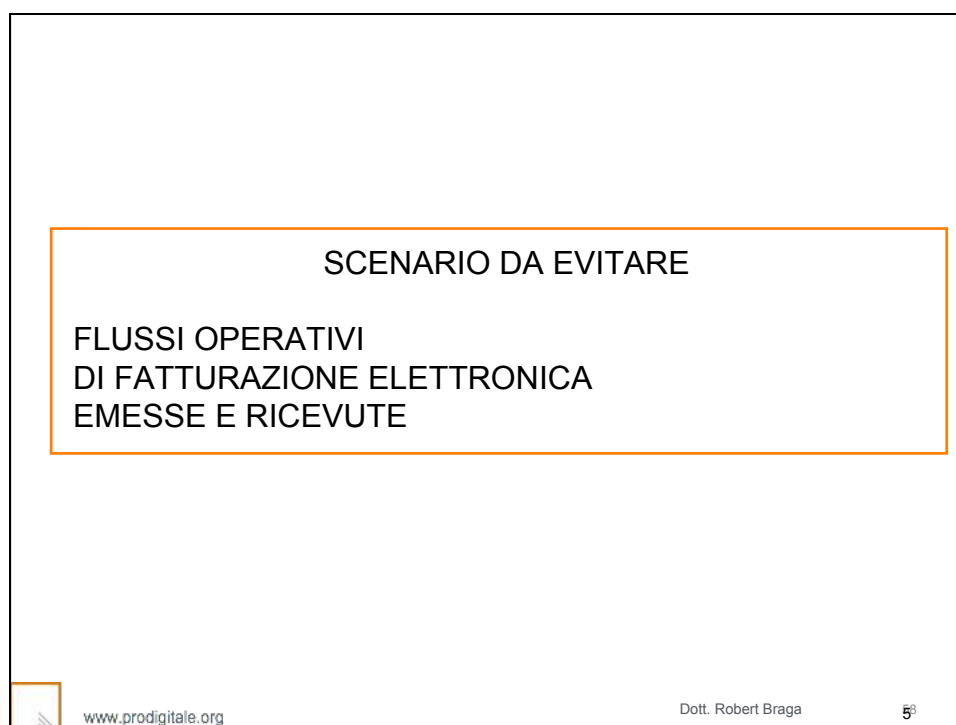 SCENARIO DA EVITARE
FLUSSI OPERATIVI
DI FATTURAZIONE ELETTRONICA
EMESSE E RICEVUTE
www.prodigitale.org
Dott. Robert Braga